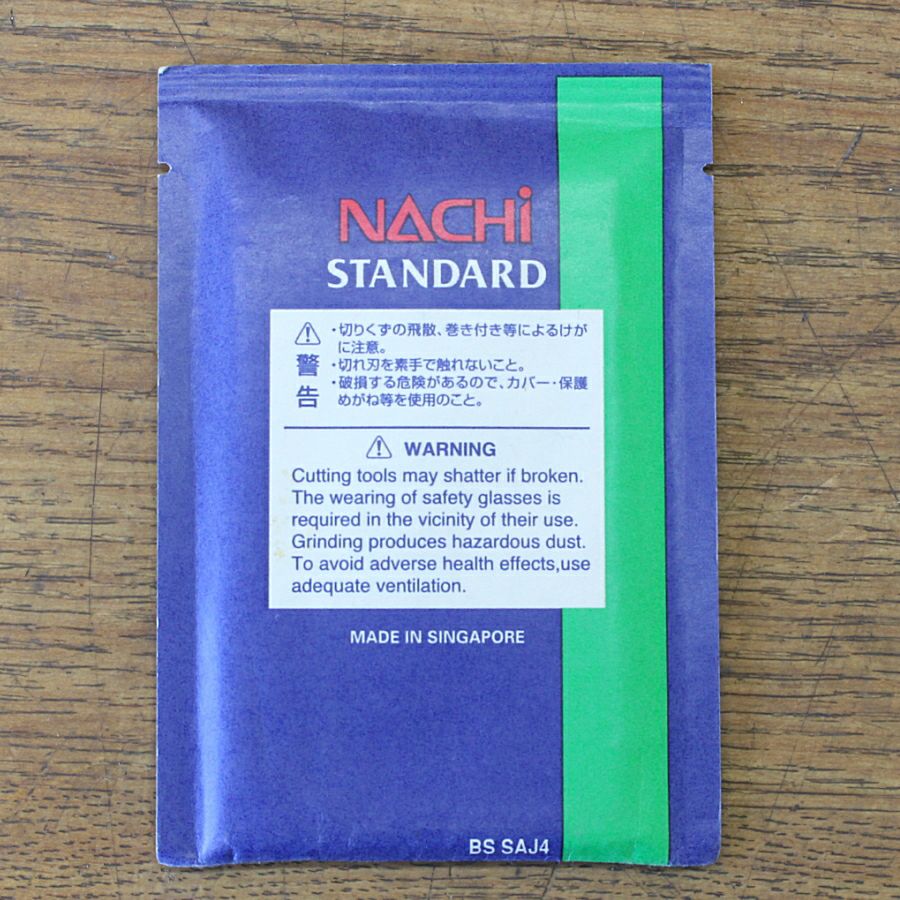 NACHi
STANDARD
⚠ ・切りくずの飛散、巻き付き等によるけが
に注意。
警 ・切れ刃を素手で触れないこと。
告 ・破損する危険があるので、カバー・保護
めがね等を使用のこと。
⚠ WARNING
Cutting tools may shatter if broken.
The wearing of safety glasses is
required in the vicinity of their use.
Grinding produces hazardous dust.
To avoid adverse health effects,use
adequate ventilation.
MADE IN SINGAPORE
BS SAJ4